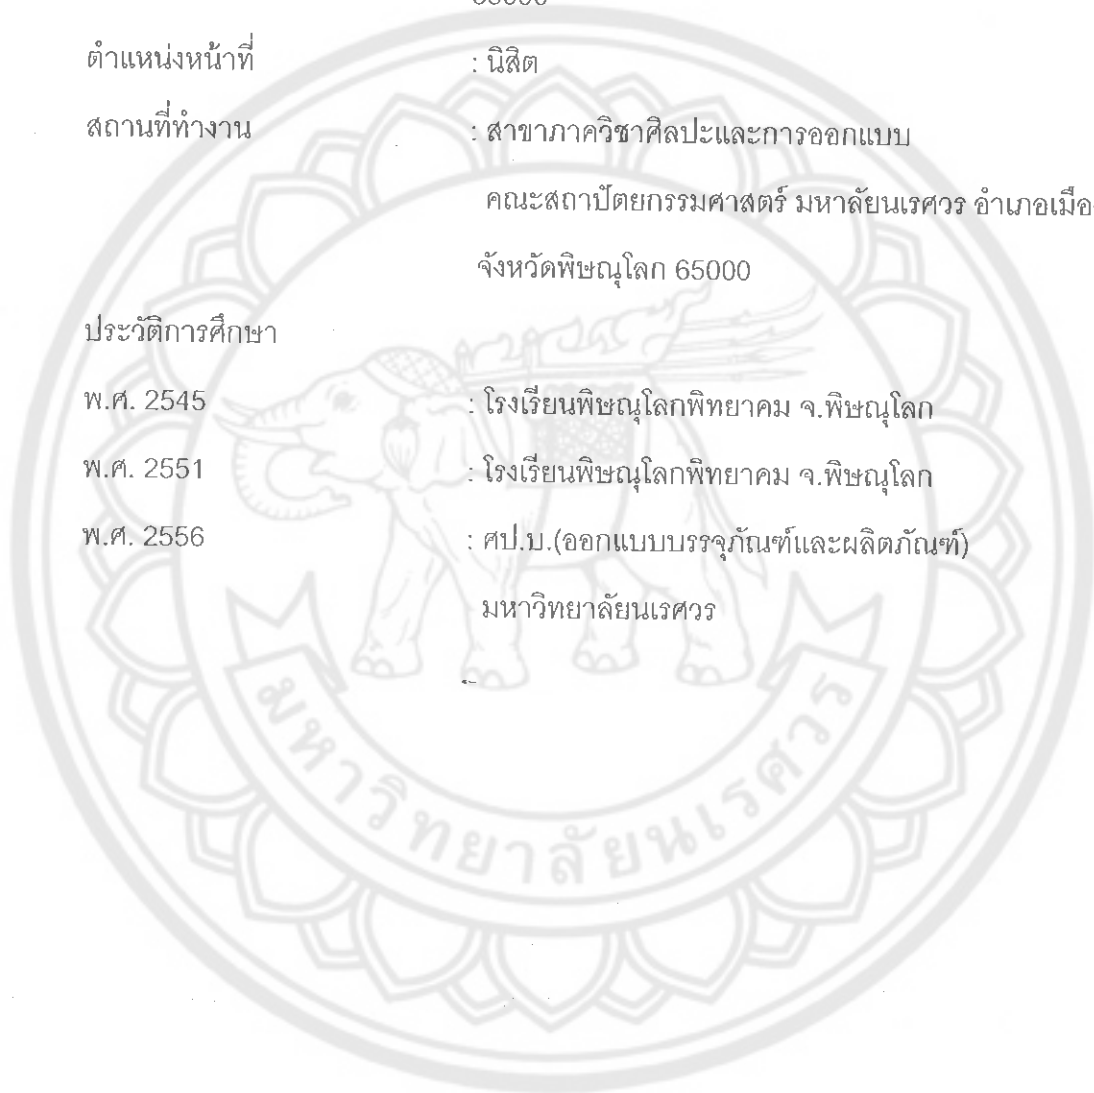 ตำแหน่งหน้าที่ : นิสิต
สถานที่ทำงาน : สาขาภาควิชาศิลปะและการออกแบบ
คณะสถาปัตยกรรมศาสตร์ มหาลัยนเรศวร
จังหวัดพิษณุโลก 65000
ประวัติการศึกษา
พ.ศ. 2545 : โรงเรียนพิษณุโลกพิทยาคม จ.พิษณุโลก
พ.ศ. 2551 : โรงเรียนพิษณุโลกพิทยาคม จ.พิษณุโลก
พ.ศ. 2556 : ศป.บ.(ออกแบบบรรจุภัณฑ์และผลิตภัณฑ์)
มหาวิทยาลัยนเรศวร
มหาวิทยาลัยนเรศวร